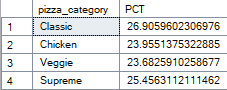 pizza_category PCT
1 Classic 26.9059602306976
2 Chicken 23.9551375322885
3 Veggie 23.6825910258677
4 Supreme 25.4563112111462